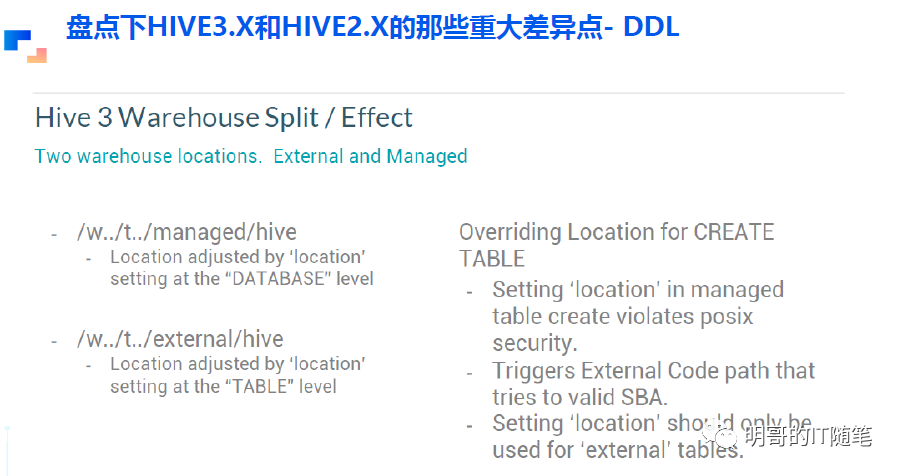 盘点下HIVE3.X和HIVE2.X的那些重大差异点- DDL
Hive 3 Warehouse Split / Effect
Two warehouse locations. External and Managed
- /w../t../managed/hive
- Location adjusted by ‘location’
setting at the “DATABASE” level
- /w../t../external/hive
- Location adjusted by ‘location’
setting at the “TABLE” level
Overriding Location for CREATE
TABLE
- Setting ‘location’ in managed
table create violates posix
security.
- Triggers External Code path that
tries to valid SBA.
- Setting ‘location’ should only be
used for ‘external’ tables.
明哥的IT随笔